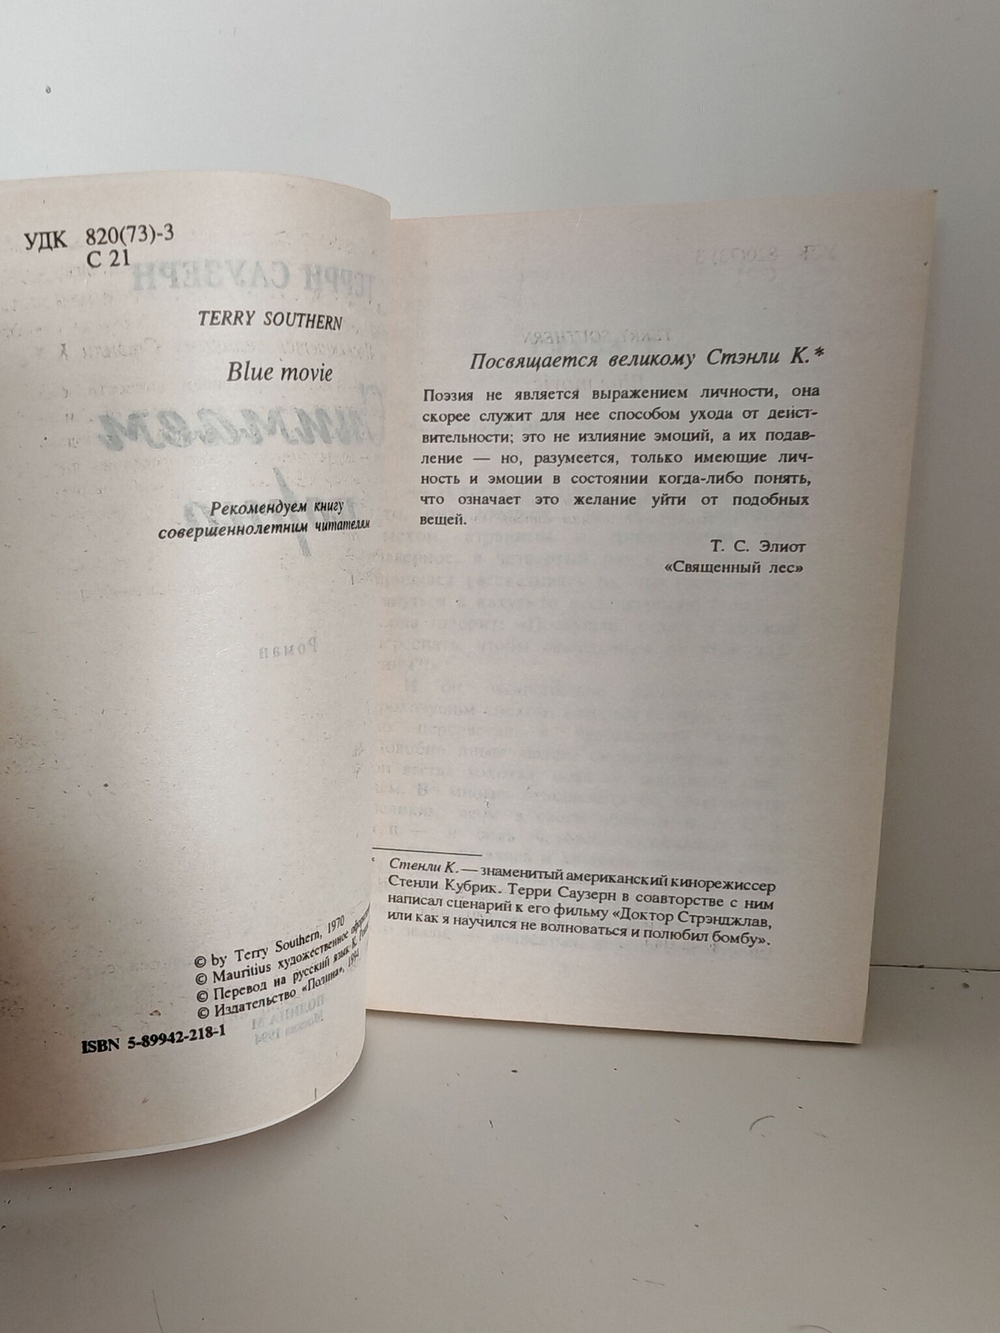 УДК 820(73)-3
С 21
TERRY SOUTHERN
Blue movie
Рекомендуем книгу
совершеннолетним читателям
© by Terry Southern, 1970
© Mauritius художественное
© Перевод на русский язык К.
© Издательство «Полина», 1994
ISBN 5-89942-218-1
Посвящается великому Стэнли К.*
Поэзия не является выражением личности, она
скорее служит для нее способом ухода от дейст-
вительности; это не излияние эмоций, а их подав-
ление — но, разумеется, только имеющие лич-
ность и эмоции в состоянии когда-либо понять,
что означает это желание уйти от подобных
вещей.
Т. С. Элиот
«Священный лес»
* Стенли К. — знаменитый американский кинорежиссер
Стенли Кубрик. Терри Саузерн в соавторстве с ним
написал сценарий к его фильму «Доктор Стрэнджлав,
или как я научился не волноваться и полюбил бомбу».